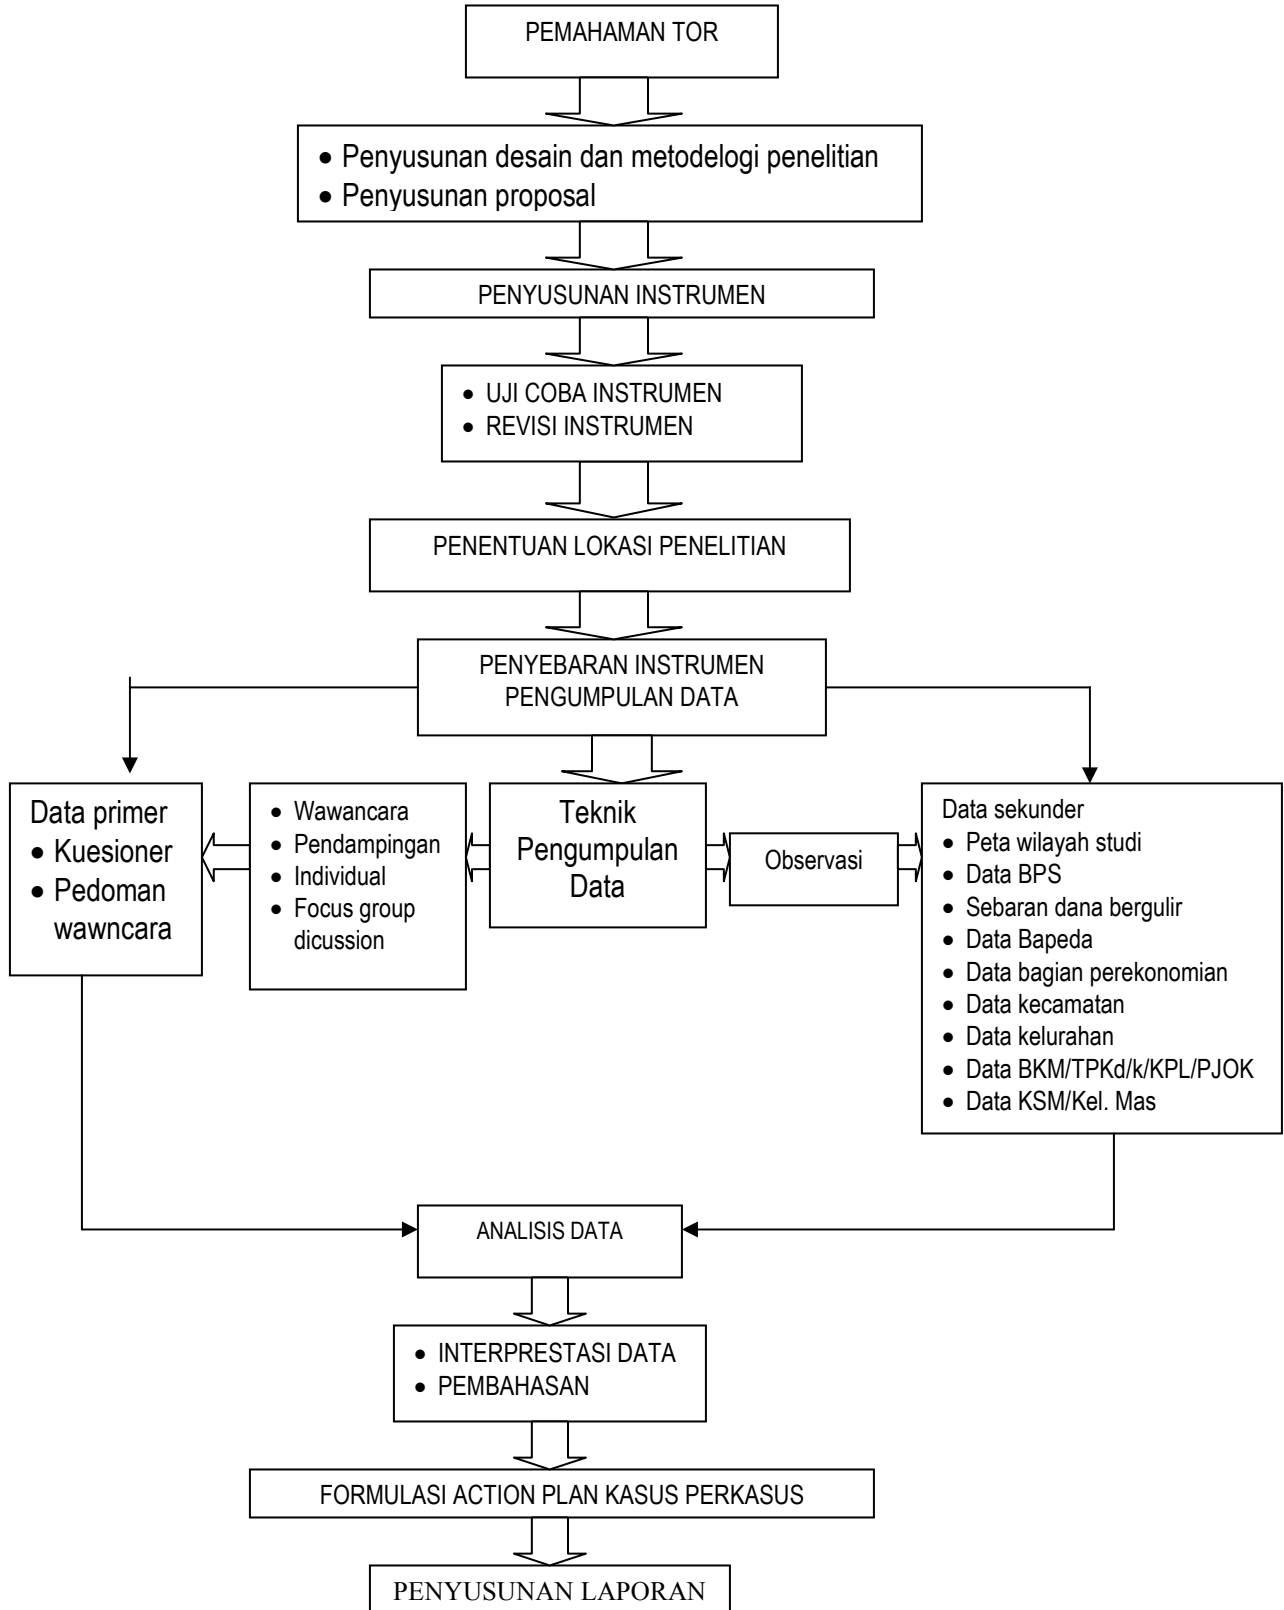 PEMAHAMAN TOR
• Penyusunan desain dan metodelogi penelitian
• Penyusunan proposal
PENYUSUNAN INSTRUMEN
• UJI COBA INSTRUMEN
• REVISI INSTRUMEN
PENENTUAN LOKASI PENELITIAN
PENYEBARAN INSTRUMEN
PENGUMPULAN DATA
Data primer
• Kuesioner
• Pedoman
wawncara
• Wawancara
• Pendampingan
• Individual
• Focus group
dicussion
Teknik
Pengumpulan
Data
Observasi
Data sekunder
• Peta wilayah studi
• Data BPS
• Sebaran dana bergulir
• Data Bapeda
• Data bagian perekonomian
• Data kecamatan
• Data kelurahan
• Data BKM/TPKd/k/KPL/PJOK
• Data KSM/Kel. Mas
ANALISIS DATA
• INTERPRESTASI DATA
• PEMBAHASAN
FORMULASI ACTION PLAN KASUS PERKASUS
PENYUSUNAN LAPORAN